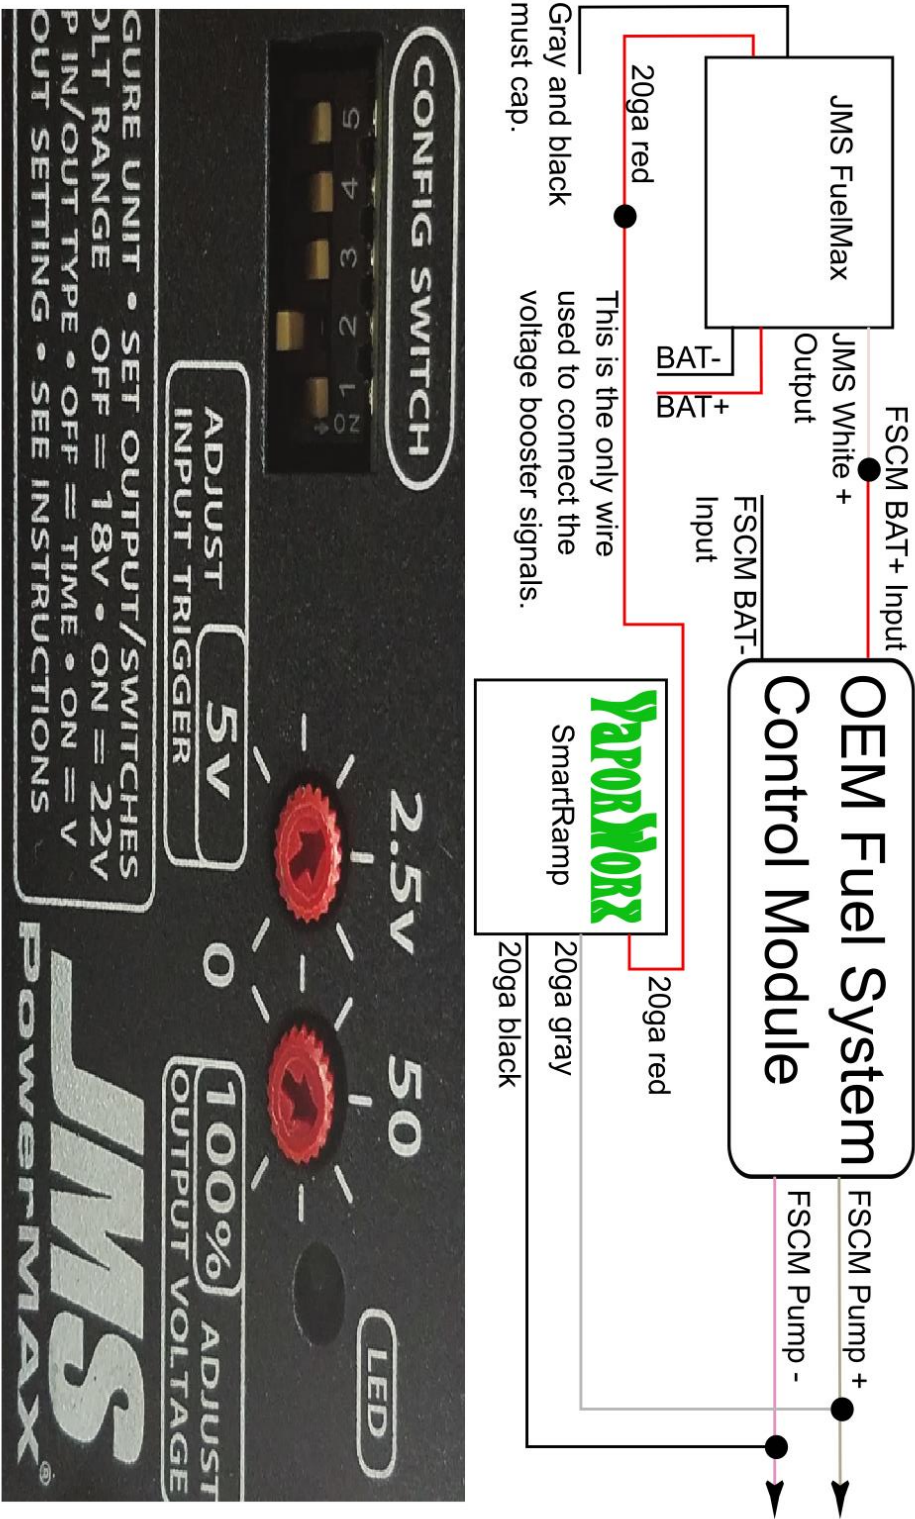 OEM Fuel System
Control Module
FSCM BAT+ Input
JMS White +
Output
FSCM BAT-
Input
FSCM Pump +
FSCM Pump -
JMS FuelMax
BAT-
BAT+
20ga red
Gray and black
must cap.
This is the only wire
used to connect the
voltage booster signals.
VaporWorx
SmartRamp
20ga red
20ga gray
20ga black
CONFIG SWITCH
5 4 3 2 1
ON
2.5v
50
LED
0
ADJUST 5V
INPUT TRIGGER
100% ADJUST
OUTPUT VOLTAGE
GURE UNIT • SET OUTPUT/SWITCHES
OLT RANGE OFF = 18V • ON = 22V
P IN/OUT TYPE • OFF = TIME • ON = V
OUT SETTING • SEE INSTRUCTIONS
JMS
PowerMAX®